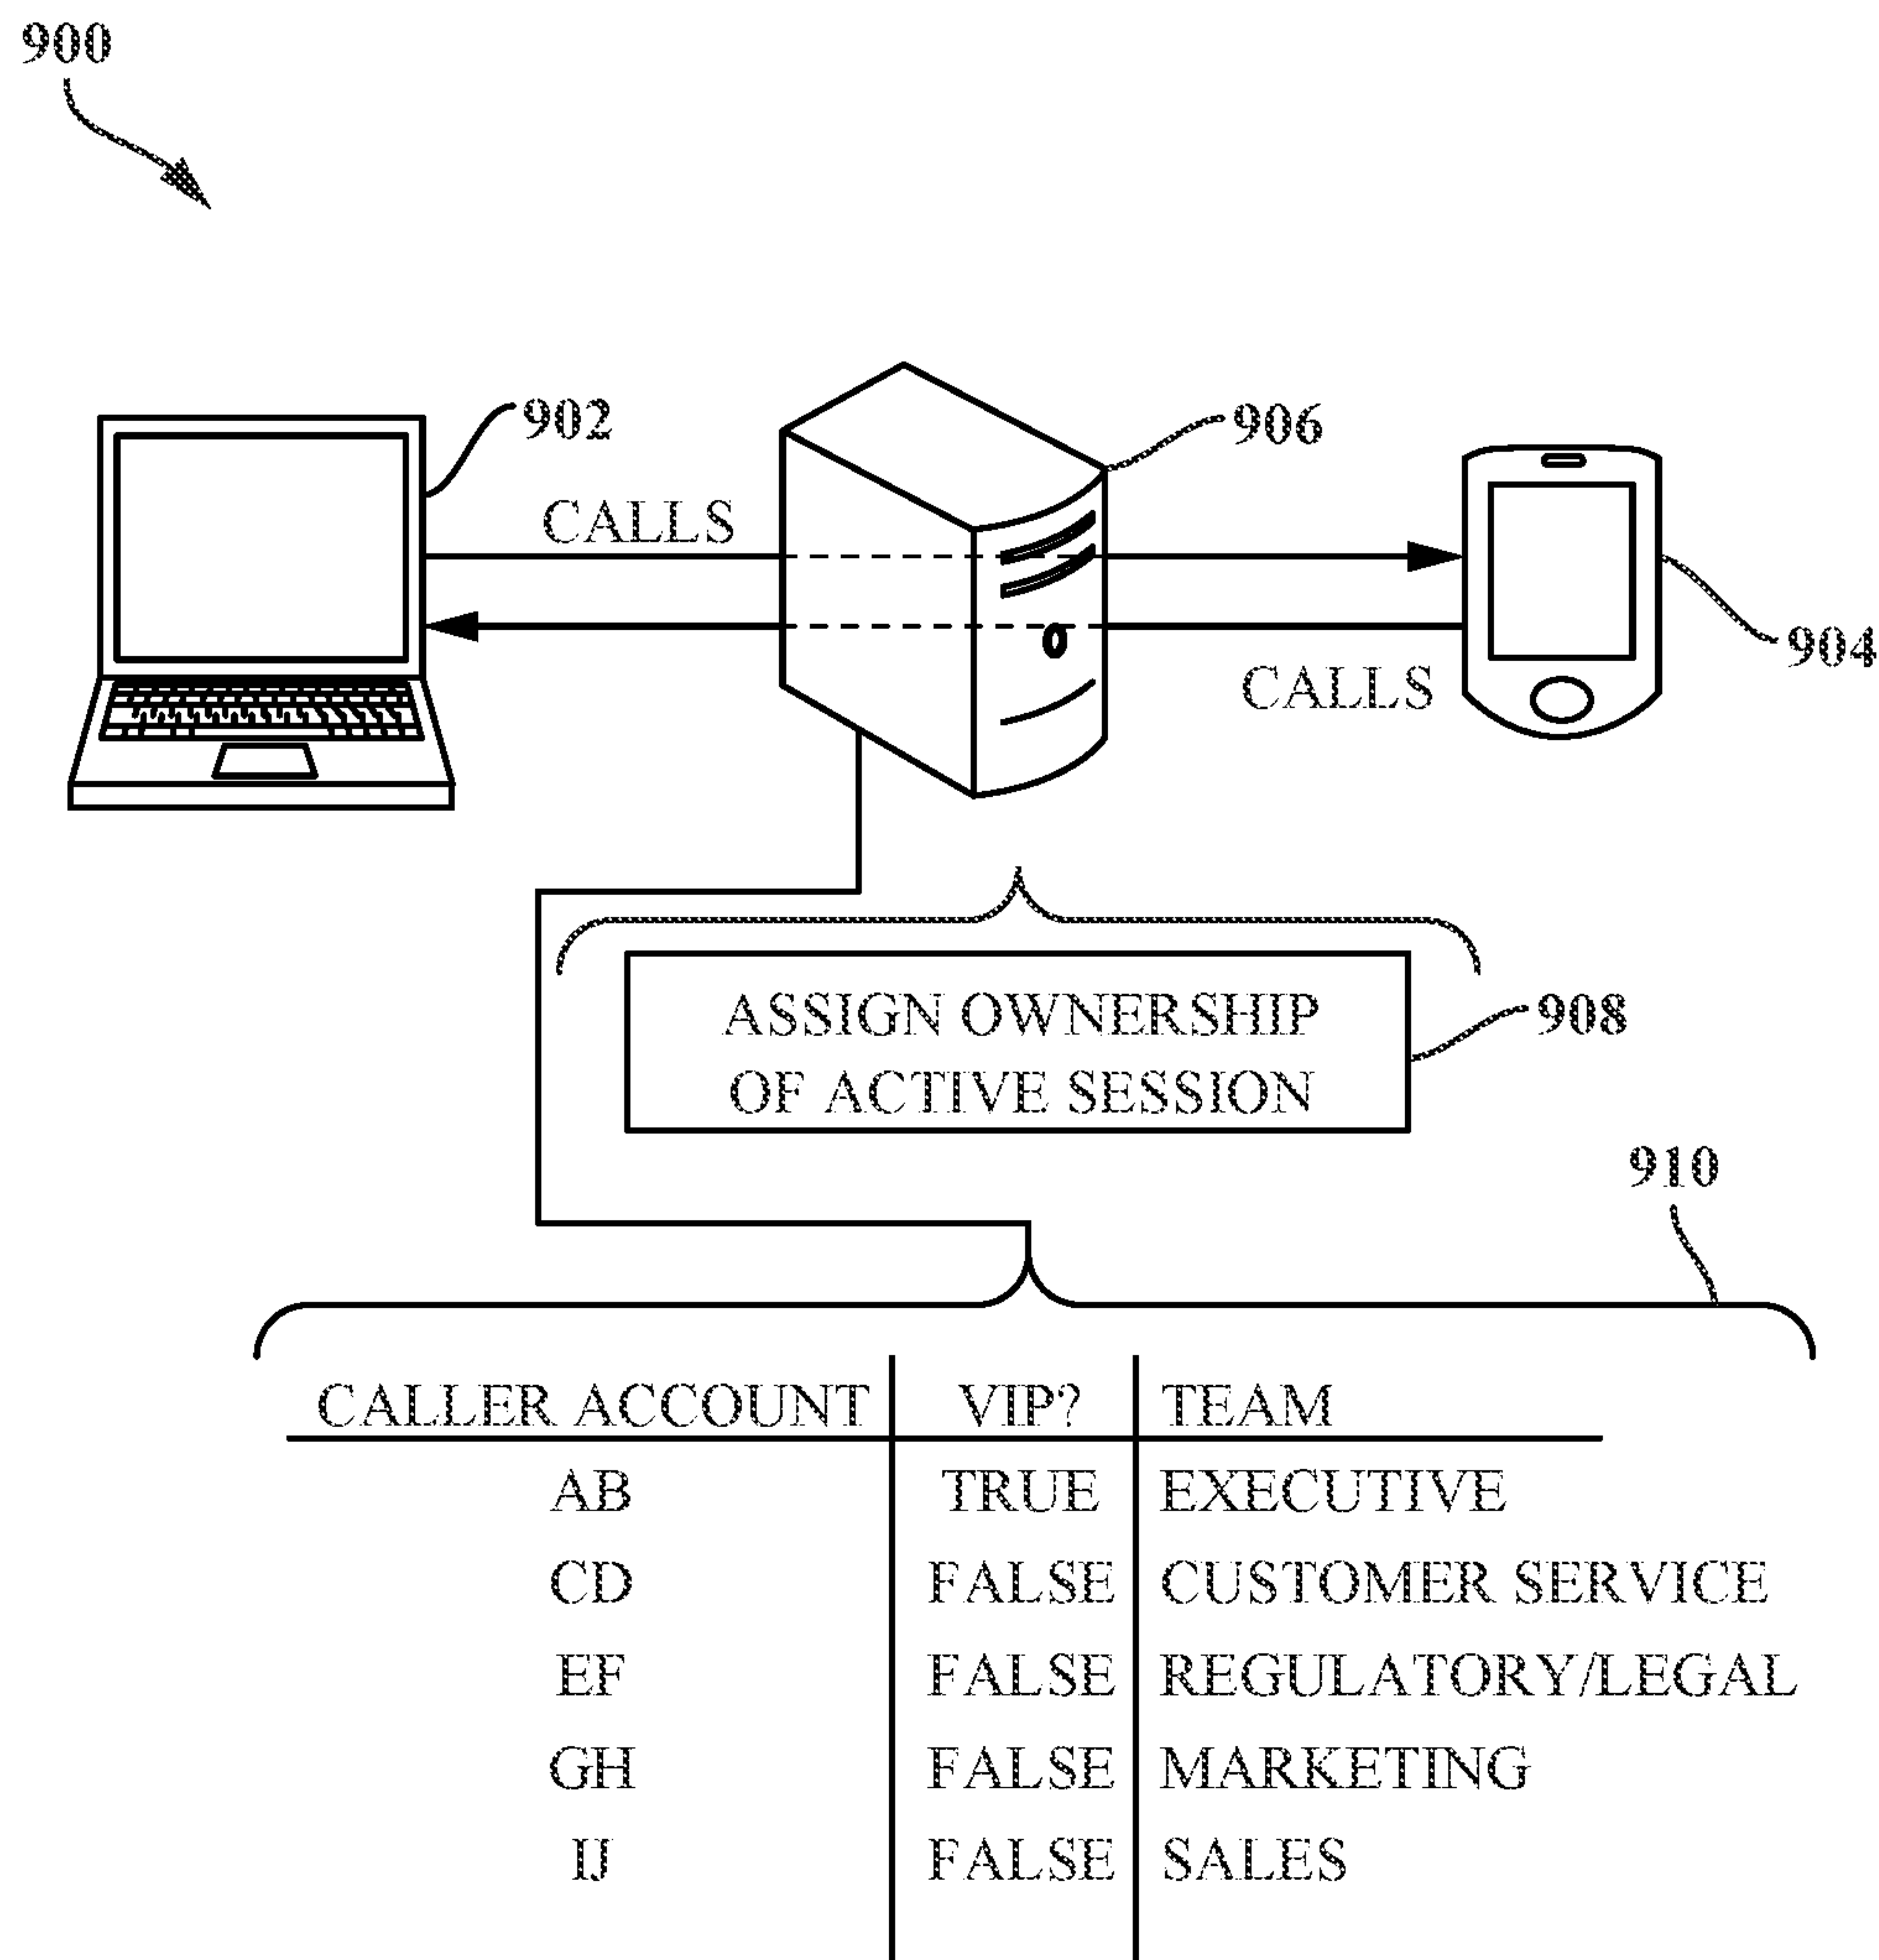 900
902
906
CALLS
904
CALLS
ASSIGN OWNERSHIP
OF ACTIVE SESSION
908
910
CALLER ACCOUNT VIP? TEAM
AB TRUE EXECUTIVE
CD FALSE CUSTOMER SERVICE
EF FALSE REGULATORY/LEGAL
GH FALSE MARKETING
IJ FALSE SALES